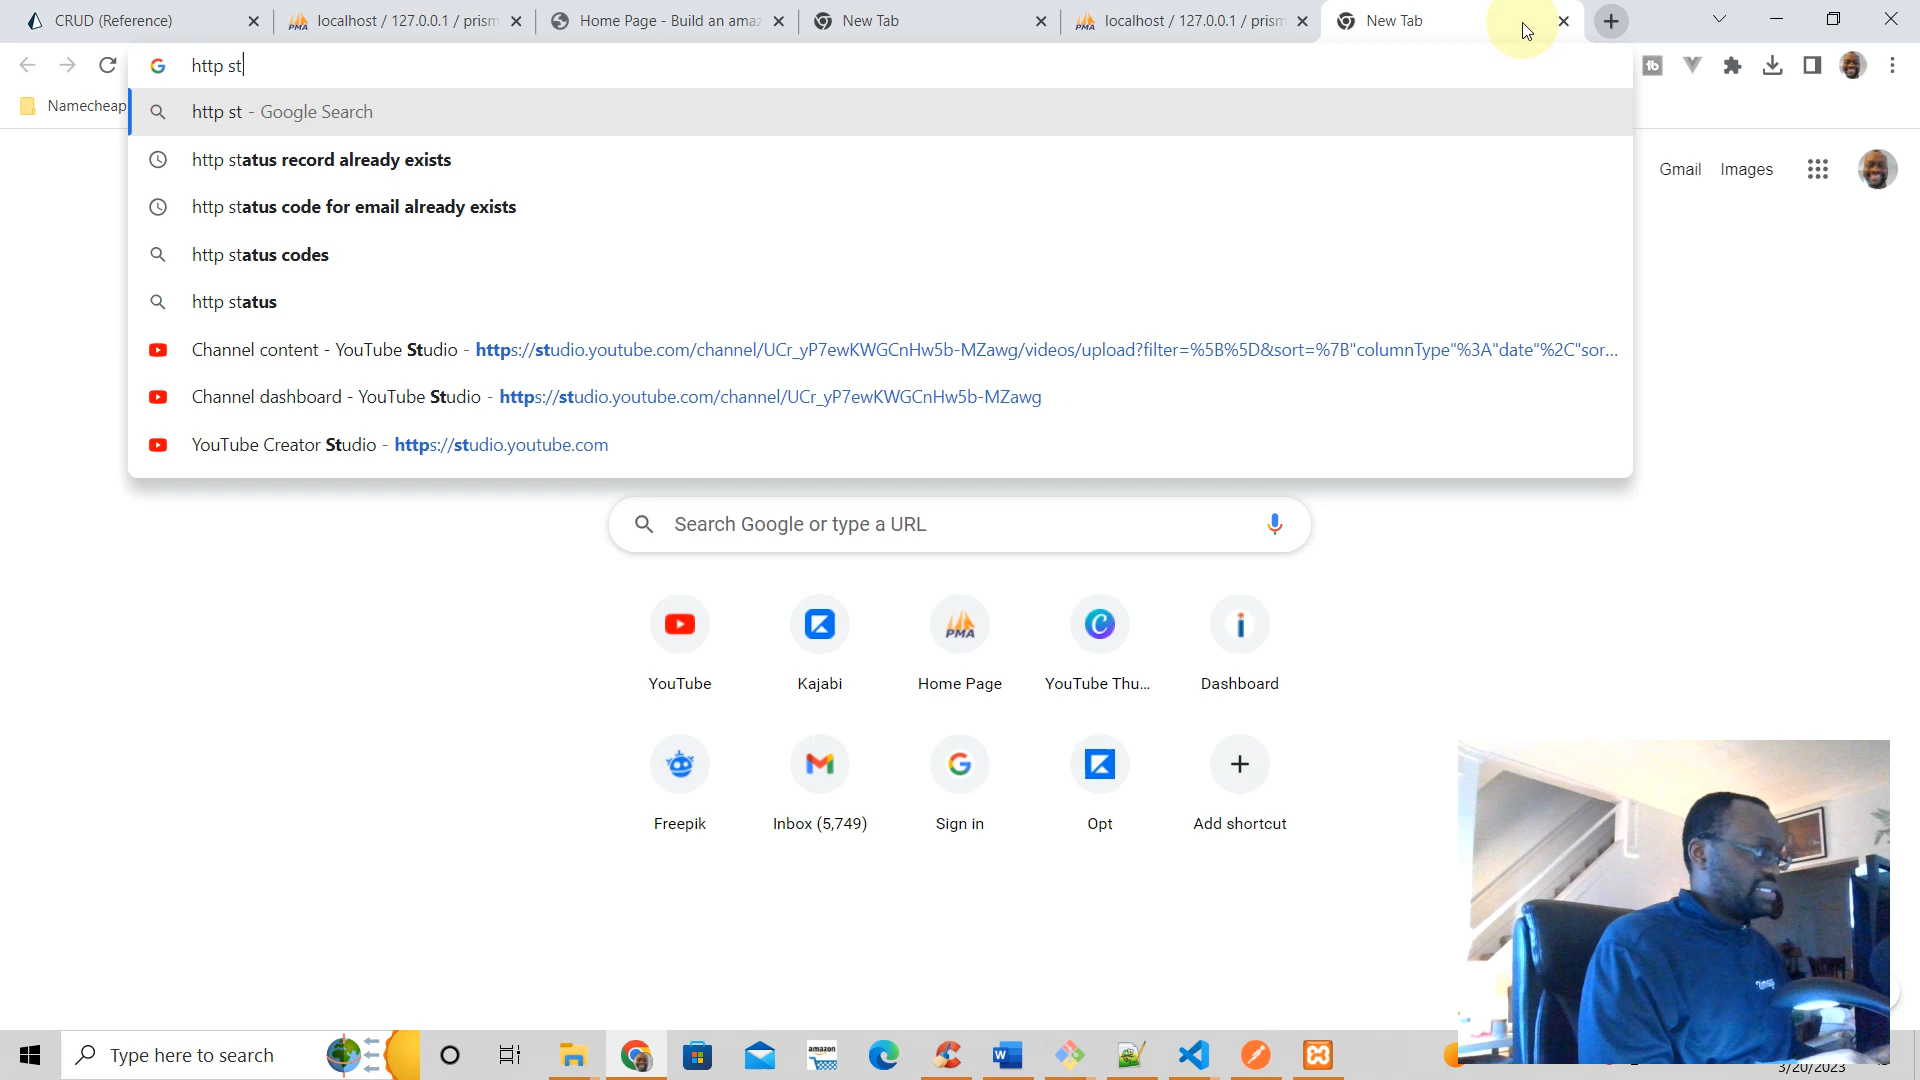 CRUD (Reference)
localhost / 127.0.0.1 / prism
Home Page - Build an amaz
New Tab
localhost / 127.0.0.1 / prism
New Tab
http st
Namecheap
http st - Google Search
http status record already exists
http status code for email already exists
http status codes
http status
Channel content - YouTube Studio - https://studio.youtube.com/channel/UCr_yP7ewKWGCnHw5b-MZawg/videos/upload?filter=%5B%5D&sort=%7B"columnType"%3A"date"%2C"sor...
Channel dashboard - YouTube Studio - https://studio.youtube.com/channel/UCr_yP7ewKWGCnHw5b-MZawg
YouTube Creator Studio - https://studio.youtube.com
Gmail Images
Search Google or type a URL
PMA
YouTube
Kajabi
Home Page
YouTube Thu...
Dashboard
Freepik
Inbox (5,749)
Sign in
Opt
Add shortcut
Type here to search
amazon
3/20/2023